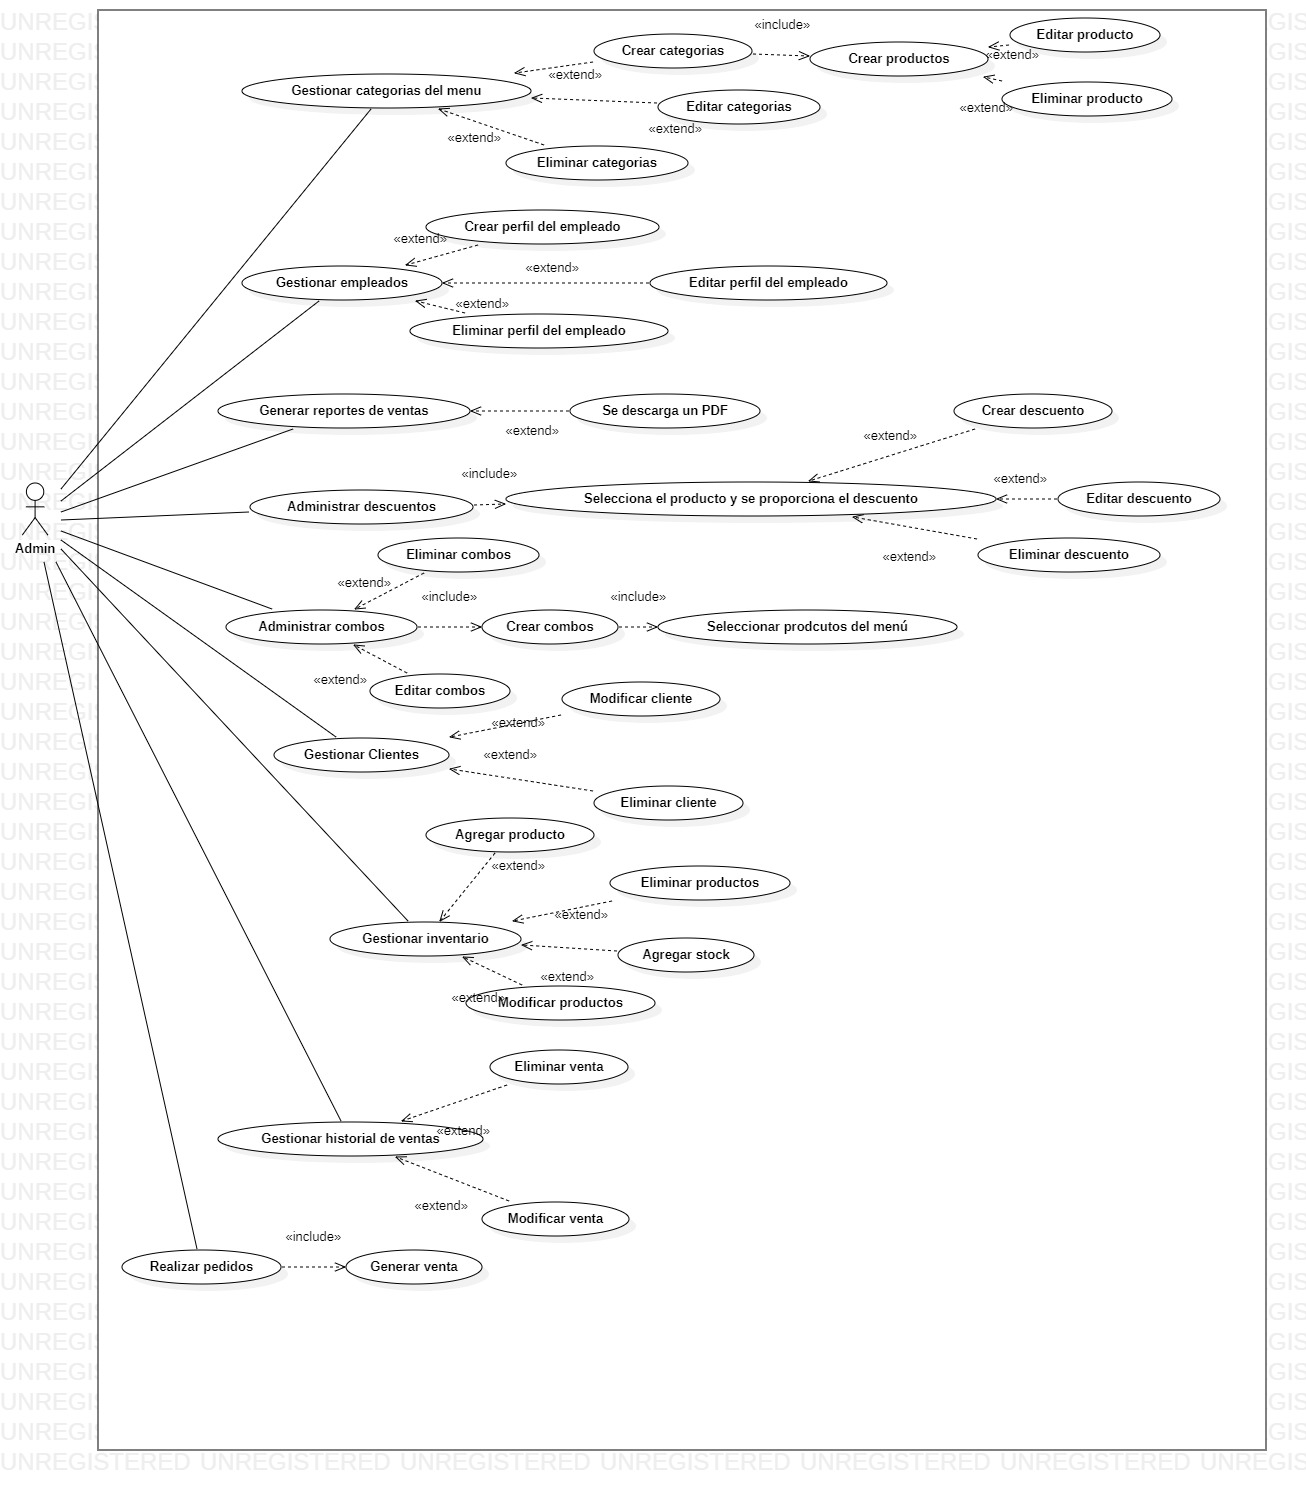 «include»
Editar producto
Crear categorias
Crear productos
«extend»
«extend»
Gestionar categorias del menu
Editar categorias
Eliminar producto
«extend»
«extend»
«extend»
Eliminar categorias
Crear perfil del empleado
«extend»
«extend»
Gestionar empleados
Editar perfil del empleado
«extend»
Eliminar perfil del empleado
Generar reportes de ventas
Se descarga un PDF
Crear descuento
«extend»
«extend»
«include»
«extend»
Administrar descuentos
Selecciona el producto y se proporciona el descuento
Editar descuento
Admin
Eliminar combos
Eliminar descuento
«extend»
«extend»
«include»
«include»
Administrar combos
Crear combos
Seleccionar prodcutos del menú
«extend»
Editar combos
Modificar cliente
«extend»
Gestionar Clientes
«extend»
Eliminar cliente
Agregar producto
«extend»
Eliminar productos
«extend»
Gestionar inventario
Agregar stock
«extend»
«extend»
Modificar productos
Eliminar venta
«extend»
Gestionar historial de ventas
«extend»
Modificar venta
«include»
Realizar pedidos
Generar venta
UNREGISTERED UNREGISTERED UNREGISTERED UNREGISTERED UNREGISTERED UNREGISTERED UNREGIS